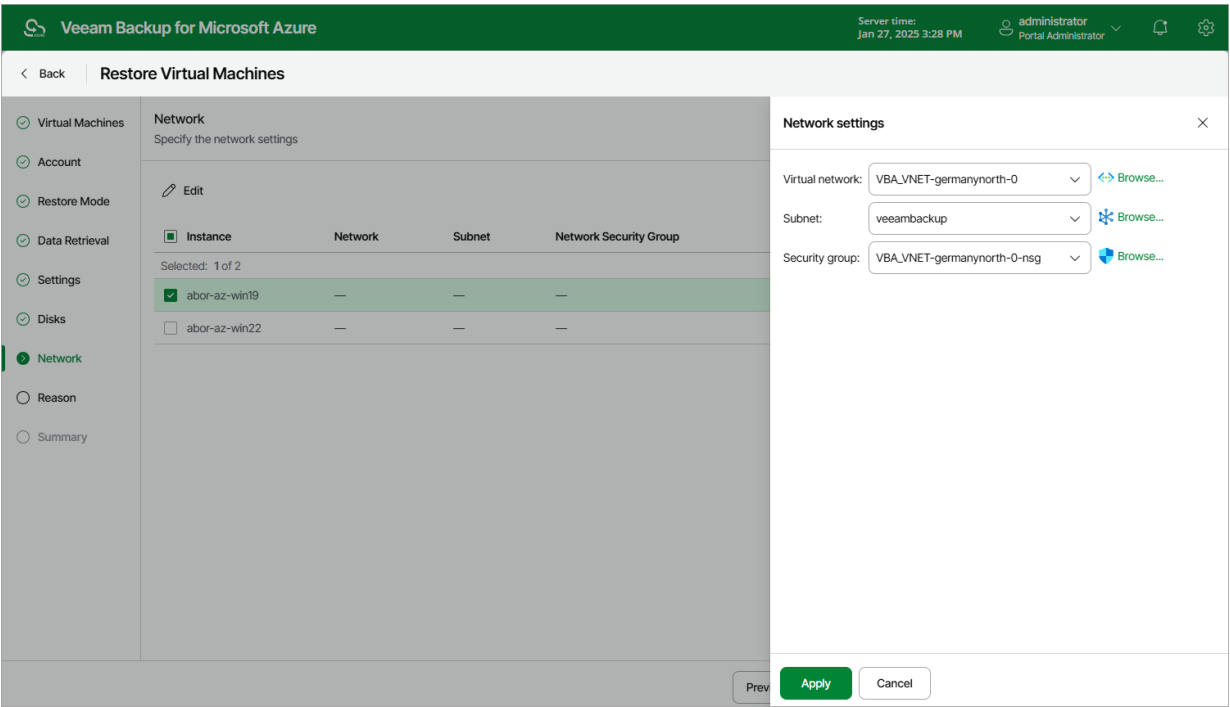 Veeam Backup for Microsoft Azure
Server time:
Jan 27, 2025 3:28 PM
administrator
Portal Administrator
Back
Restore Virtual Machines
Virtual Machines
Account
Restore Mode
Data Retrieval
Settings
Disks
Network
Reason
Summary
Network
Specify the network settings
Edit
Instance Network Subnet Network Security Group
Selected: 1 of 2
abor-az-win19 — — —
abor-az-win22 — — —
Prev
Network settings
Virtual network: VBA_VNET-germanynorth-0 Browse...
Subnet: veeambackup Browse...
Security group: VBA_VNET-germanynorth-0-nsg Browse...
Apply Cancel